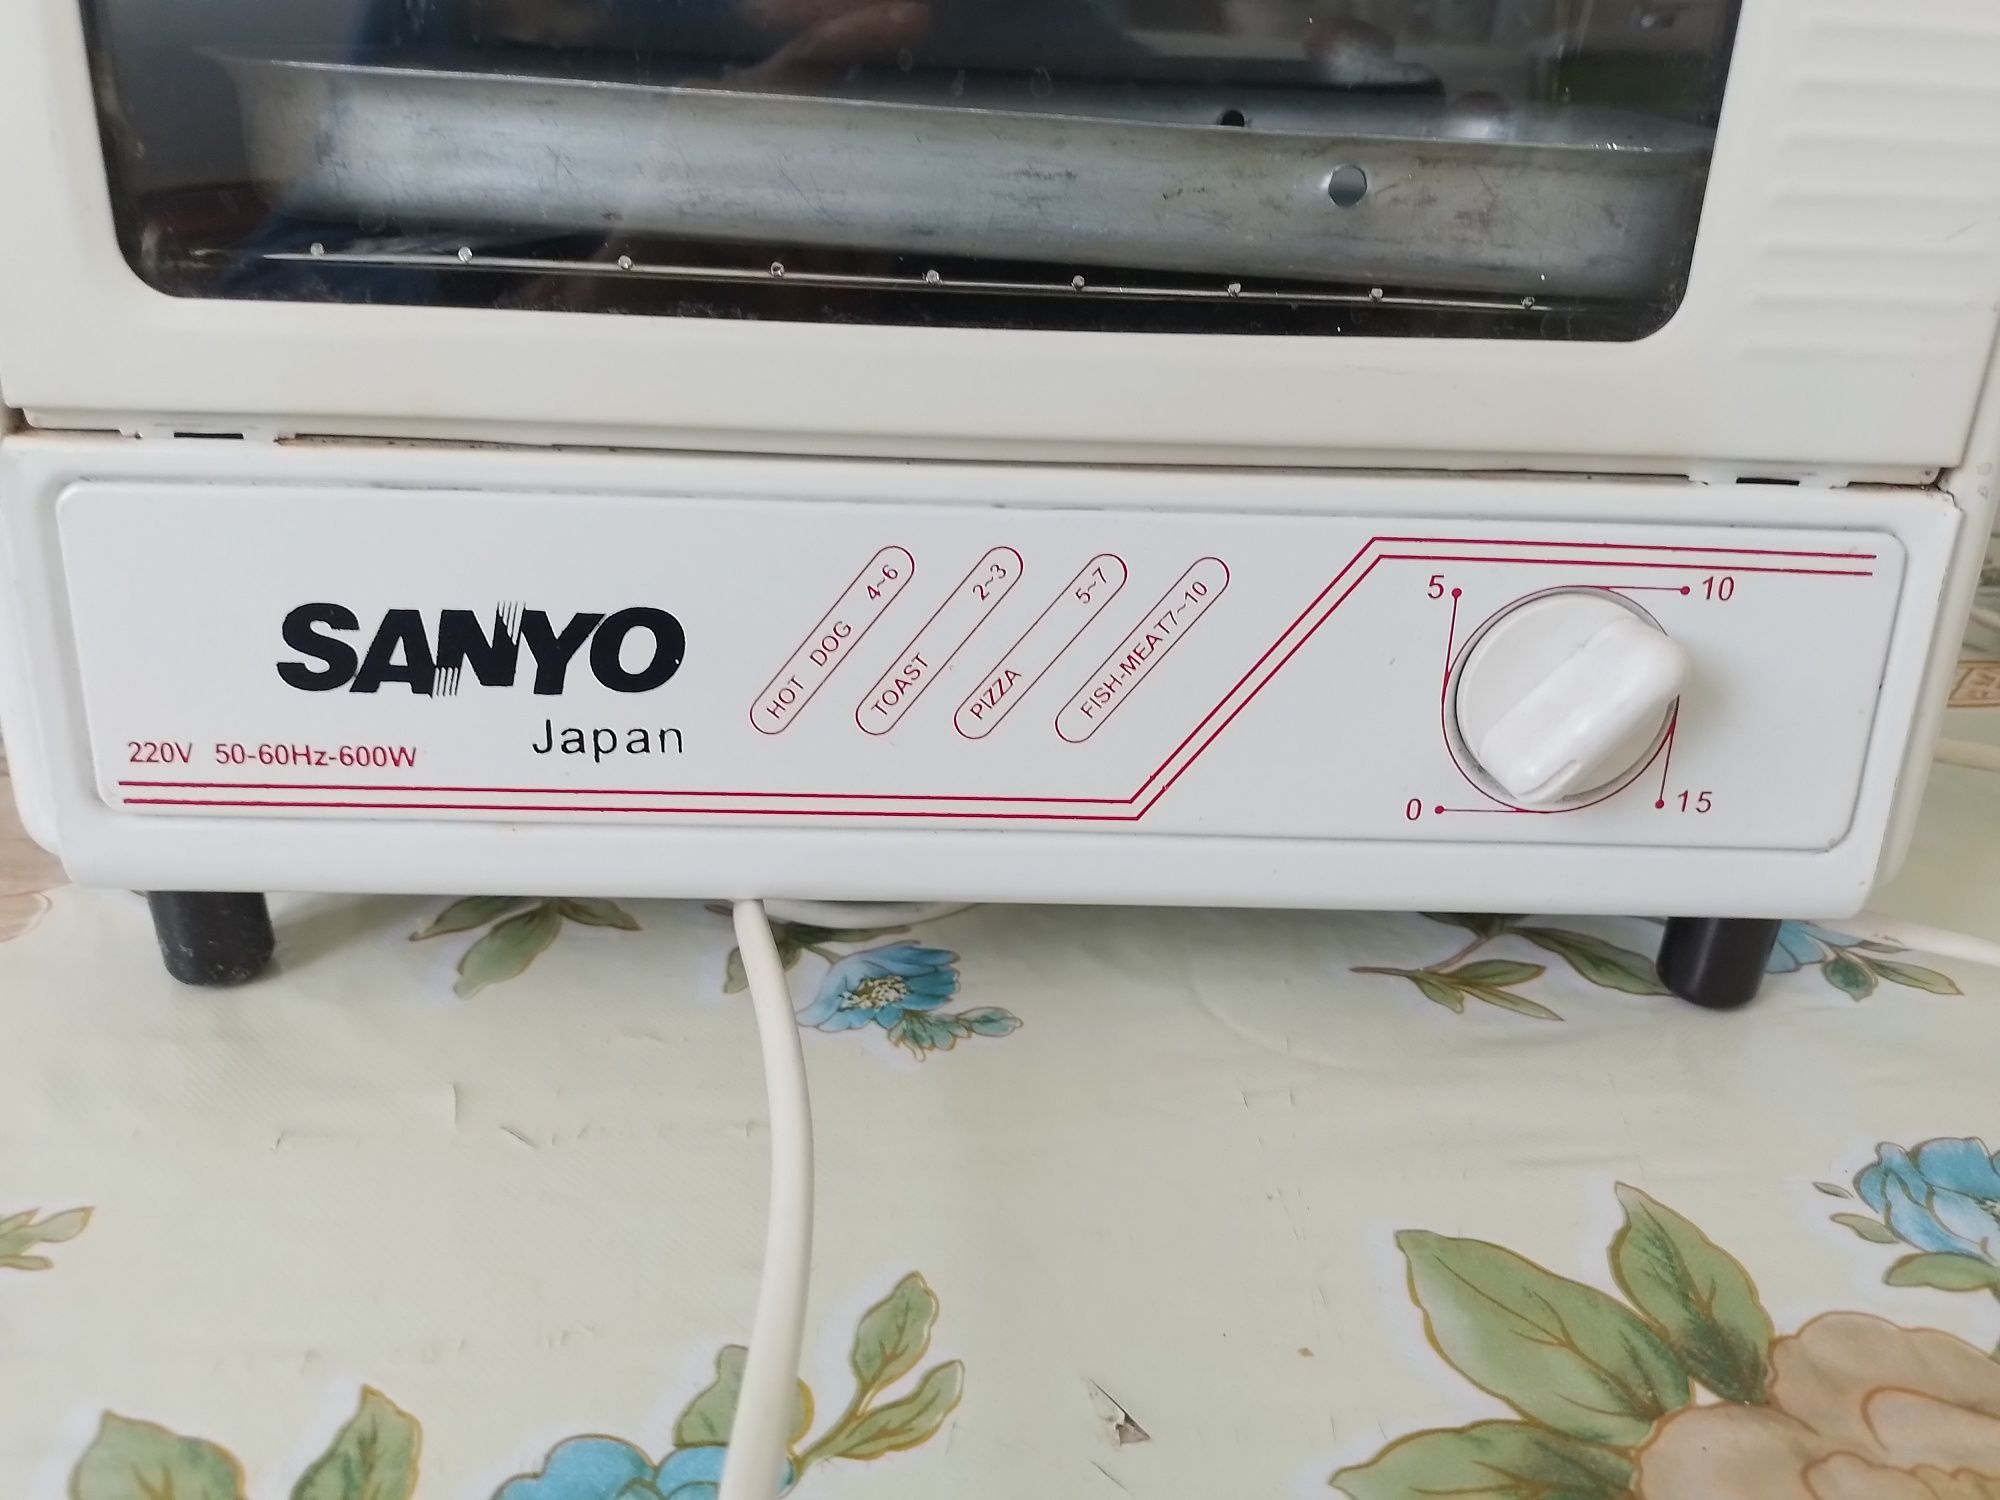 SANYO
Japan
220V 50-60Hz-600W
HOT DOG 4~6
TOAST 2~3
PIZZA 5~7
FISH-MEAT7~10
5
10
0
15